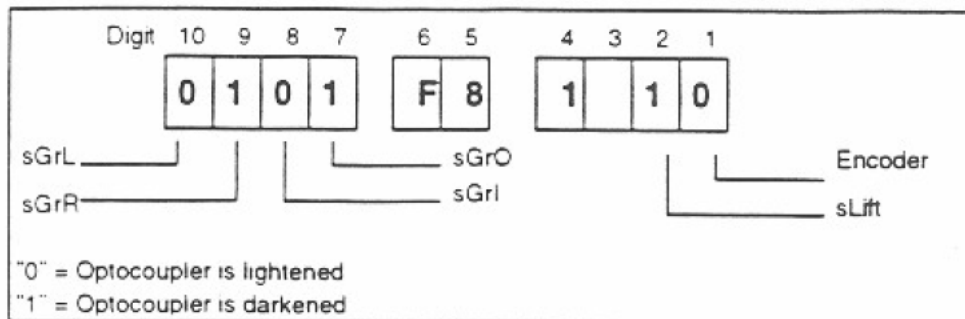 Digit 10 9 8 7 6 5 4 3 2 1
0 1 0 1 F 8 1 1 0
sGrL sGrO Encoder
sGrR sGrI sLift
"0" = Optocoupler is lightened
"1" = Optocoupler is darkened